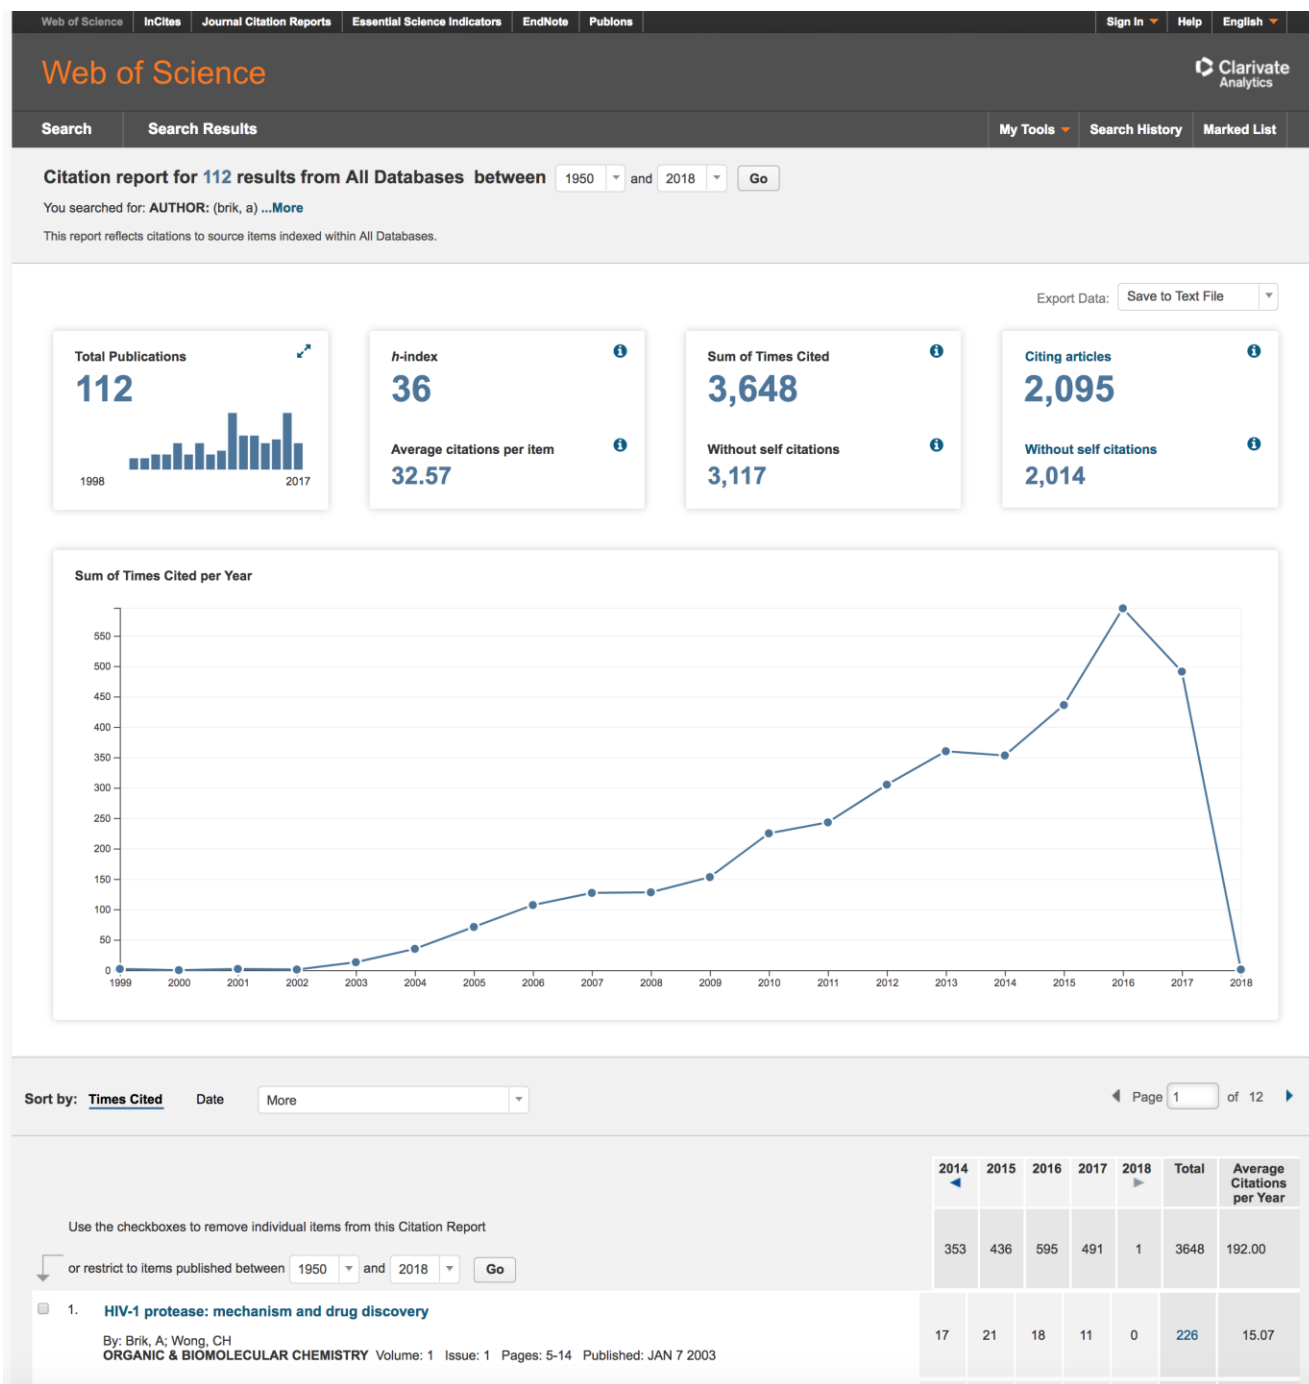 Web of Science InCites Journal Citation Reports Essential Science Indicators EndNote Publons Sign In Help English
Web of Science
Clarivate
Analytics
Search Search Results My Tools Search History Marked List
Citation report for 112 results from All Databases between 1950 and 2018 Go
You searched for: AUTHOR: (brik, a) ...More
This report reflects citations to source items indexed within All Databases.
Export Data: Save to Text File
Total Publications
112
1998 2017
h-index
36
Average citations per item
32.57
Sum of Times Cited
3,648
Without self citations
3,117
Citing articles
2,095
Without self citations
2,014
Sum of Times Cited per Year
550
500
450
400
350
300
250
200
150
100
50
0
1999 2000 2001 2002 2003 2004 2005 2006 2007 2008 2009 2010 2011 2012 2013 2014 2015 2016 2017 2018
Sort by: Times Cited Date More Page 1 of 12
2014 2015 2016 2017 2018 Total Average
Citations
per Year
Use the checkboxes to remove individual items from this Citation Report
353 436 595 491 1 3648 192.00
or restrict to items published between 1950 and 2018 Go
1. HIV-1 protease: mechanism and drug discovery
17 21 18 11 0 226 15.07
By: Brik, A; Wong, CH
ORGANIC & BIOMOLECULAR CHEMISTRY Volume: 1 Issue: 1 Pages: 5-14 Published: JAN 7 2003